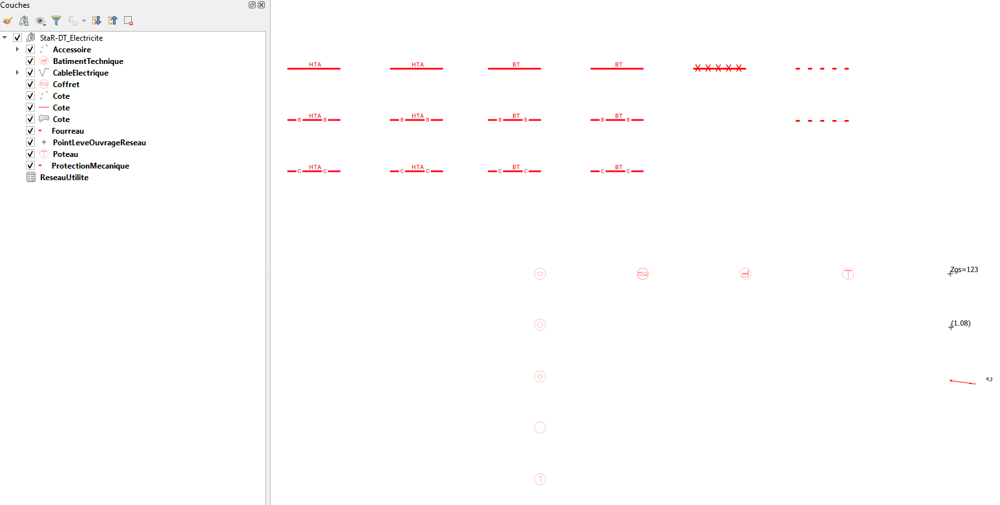 Couches
StaR-DT_Electricite
Accessoire
BatimentTechnique
CableElectrique
Coffret
Cote
Cote
Cote
Fourreau
PointLeveOuvrageReseau
Poteau
ProtectionMecanique
ReseauUtilite
HTA HTA BT BT X X X X X
HTA HTA BT BT
B B B B B B B B
HTA HTA BT BT
C C C C C C C C
Zgs=123
(1.08)
4.3